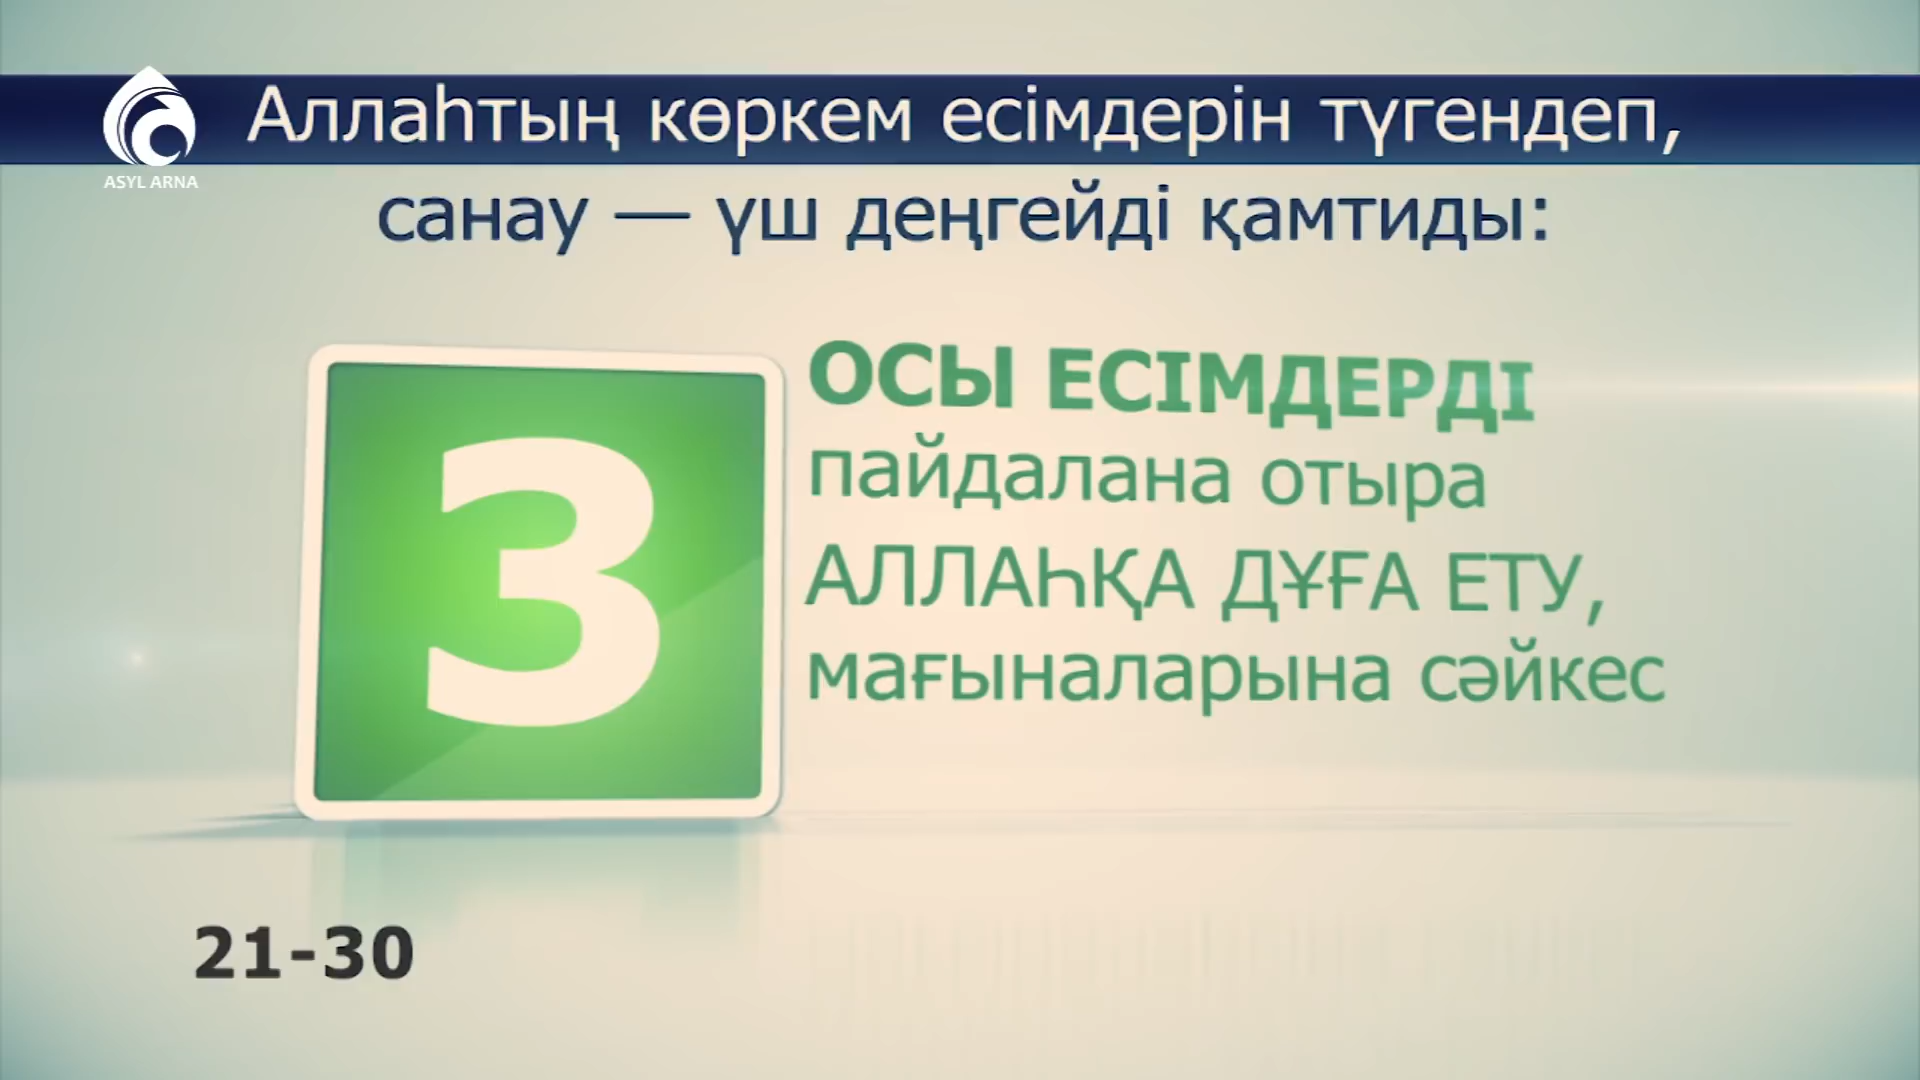 Аллаһтың көркем есімдерін түгендеп,
ASYL ARNA
санау — үш деңгейді қамтиды:
3
ОСЫ ЕСІМДЕРДІ
пайдалана отыра
АЛЛАҺҚА ДҰҒА ЕТУ,
мағыналарына сәйкес
21-30